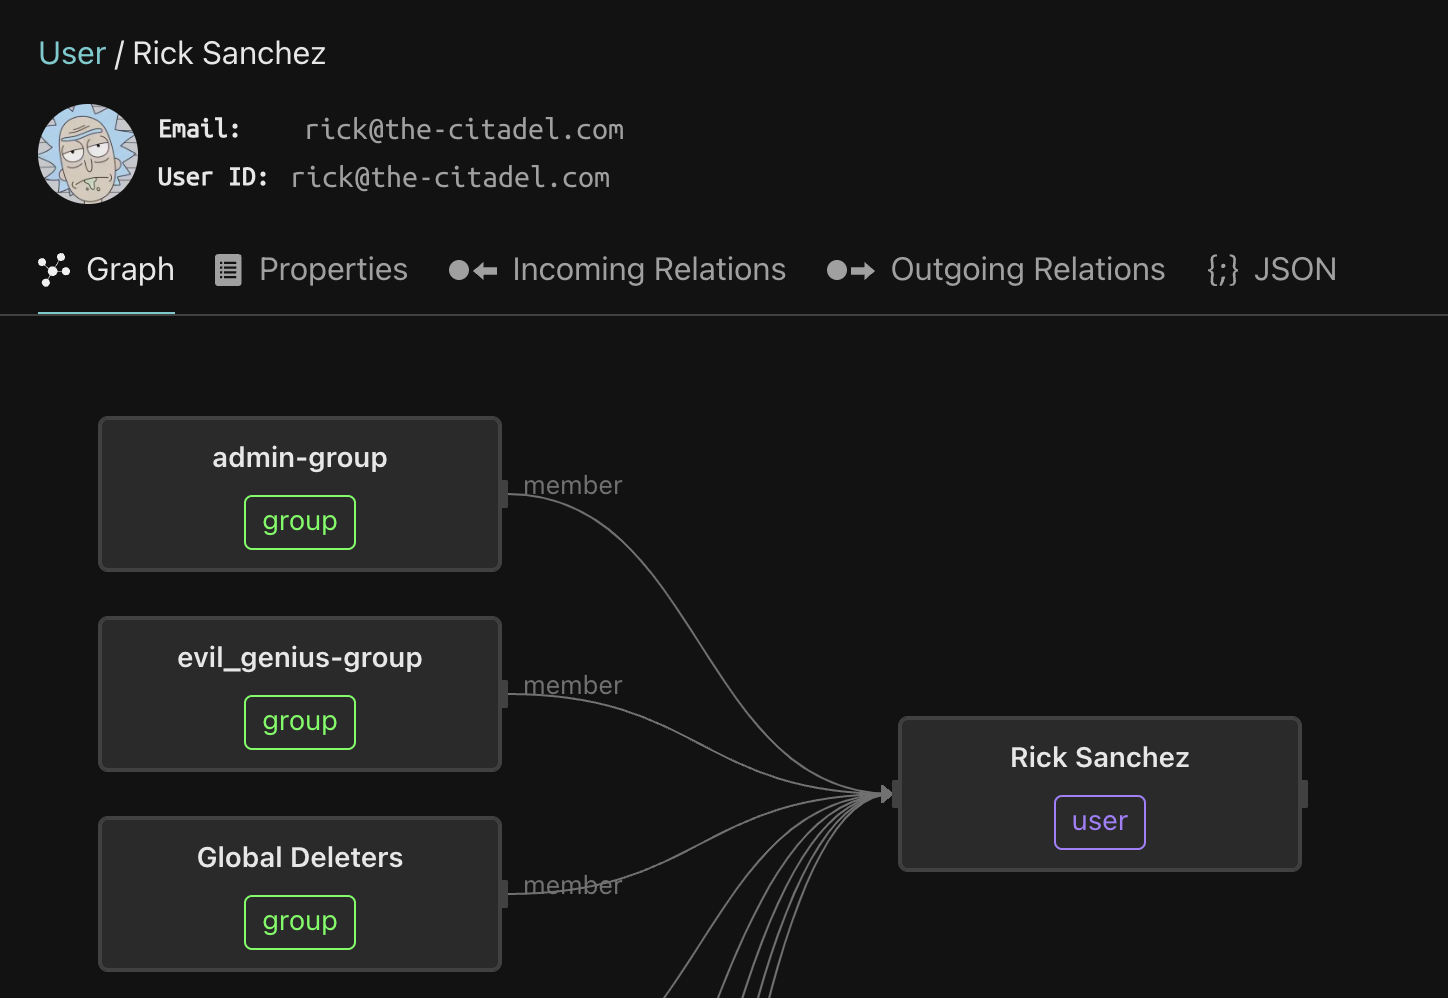 User / Rick Sanchez
Email: rick@the-citadel.com
User ID: rick@the-citadel.com
Graph Properties Incoming Relations Outgoing Relations {;} JSON
admin-group
group
member
evil_genius-group
group
member
Rick Sanchez
user
Global Deleters
group
member